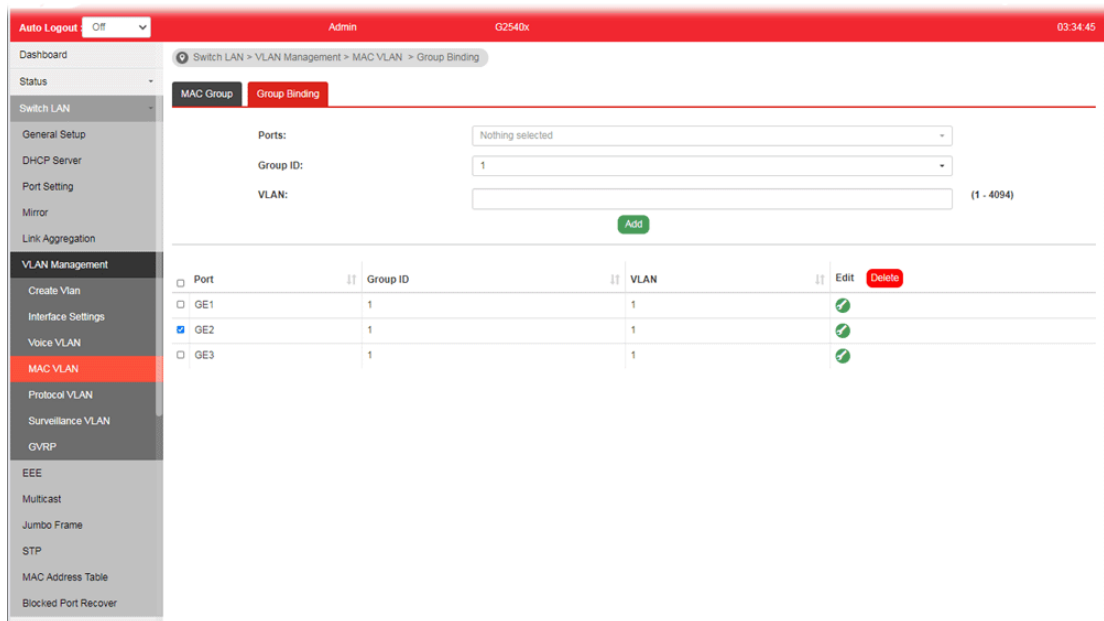 Auto Logout : Off Admin G2540x 03:34:45
Dashboard
Status
Switch LAN
General Setup
DHCP Server
Port Setting
Mirror
Link Aggregation
VLAN Management
Create Vlan
Interface Settings
Voice VLAN
MAC VLAN
Protocol VLAN
Surveillance VLAN
GVRP
EEE
Multicast
Jumbo Frame
STP
MAC Address Table
Blocked Port Recover
Switch LAN > VLAN Management > MAC VLAN > Group Binding
MAC Group Group Binding
Ports: Nothing selected
Group ID: 1
VLAN: (1 - 4094)
Add
Port Group ID VLAN Edit Delete
GE1 1 1
GE2 1 1
GE3 1 1